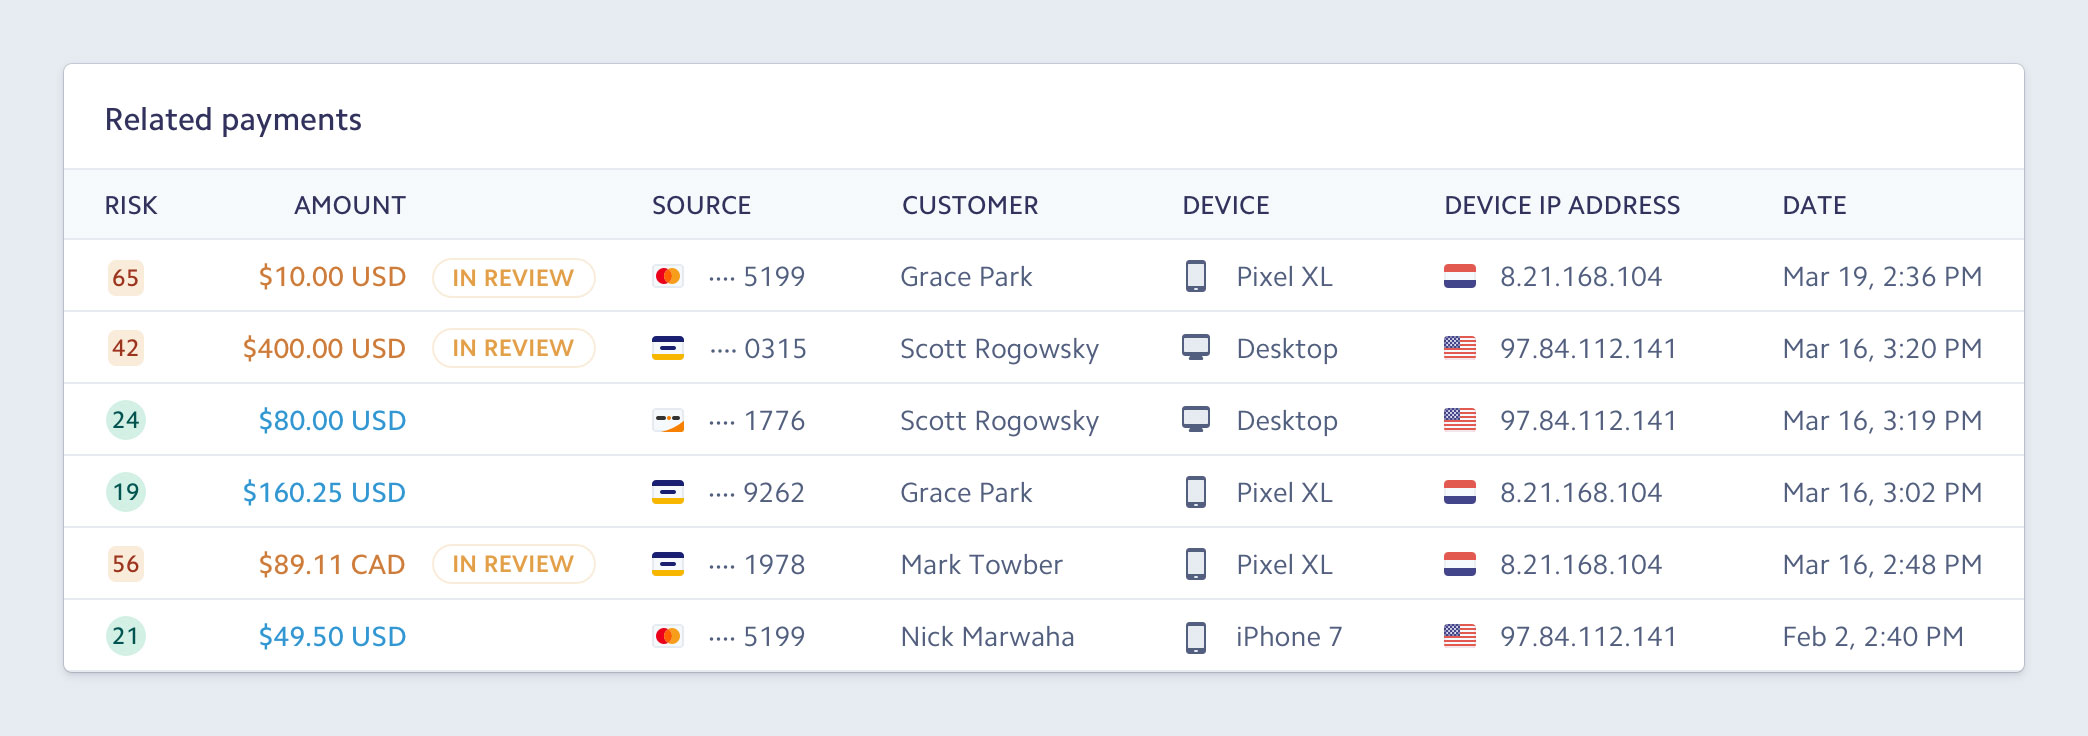 Related payments
RISK AMOUNT SOURCE CUSTOMER DEVICE DEVICE IP ADDRESS DATE
65 $10.00 USD IN REVIEW ···· 5199 Grace Park Pixel XL 8.21.168.104 Mar 19, 2:36 PM
42 $400.00 USD IN REVIEW ···· 0315 Scott Rogowsky Desktop 97.84.112.141 Mar 16, 3:20 PM
24 $80.00 USD ···· 1776 Scott Rogowsky Desktop 97.84.112.141 Mar 16, 3:19 PM
19 $160.25 USD ···· 9262 Grace Park Pixel XL 8.21.168.104 Mar 16, 3:02 PM
56 $89.11 CAD IN REVIEW ···· 1978 Mark Towber Pixel XL 8.21.168.104 Mar 16, 2:48 PM
21 $49.50 USD ···· 5199 Nick Marwaha iPhone 7 97.84.112.141 Feb 2, 2:40 PM